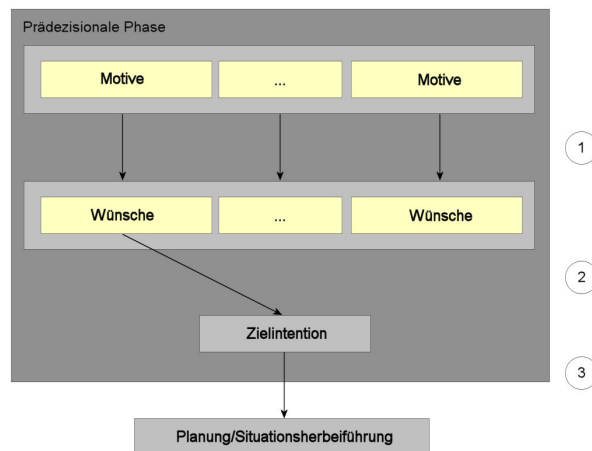 Prädezisionale Phase
Motive ... Motive
1
Wünsche ... Wünsche
2
Zielintention
3
Planung/Situationsherbeiführung